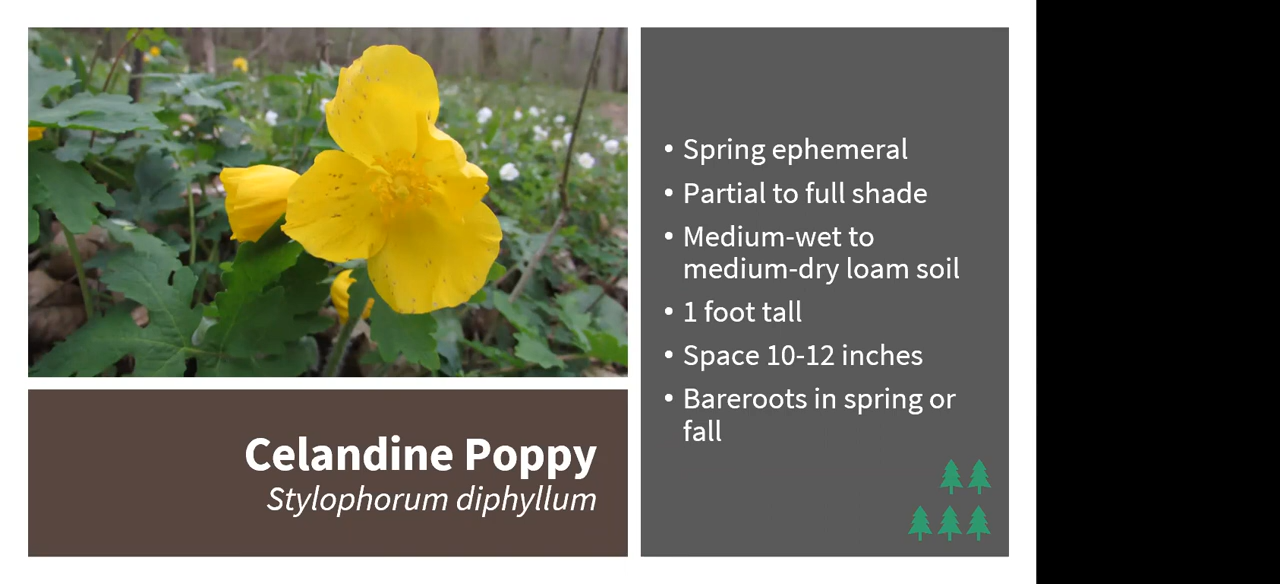 Celandine Poppy
Stylophorum diphyllum
• Spring ephemeral
• Partial to full shade
• Medium-wet to
medium-dry loam soil
• 1 foot tall
• Space 10-12 inches
• Bareroots in spring or
fall